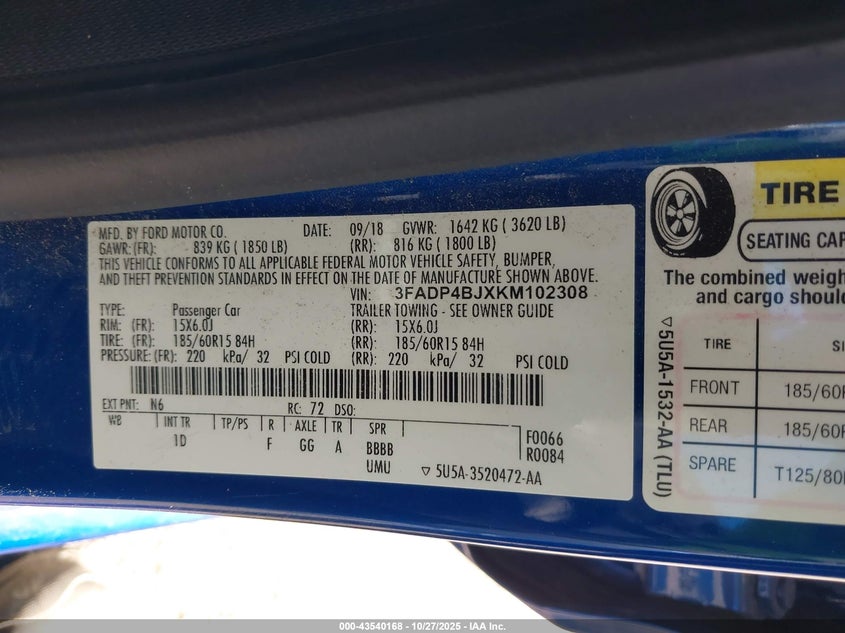 MFD. BY FORD MOTOR CO. DATE: 09/18 GVWR: 1642 KG ( 3620 LB)
GAWR: (FR): 839 KG ( 1850 LB) (RR): 816 KG ( 1800 LB)
THIS VEHICLE CONFORMS TO ALL APPLICABLE FEDERAL MOTOR VEHICLE SAFETY, BUMPER,
AND THEFT PREVENTION STANDARDS IN EFFECT ON THE DATE OF MANUFACTURE SHOWN ABOVE.
VIN: 3FADP4BJXKM102308
TYPE: Passenger Car TRAILER TOWING - SEE OWNER GUIDE
RIM: (FR): 15X6.0J (RR): 15X6.0J
TIRE: (FR): 185/60R15 84H (RR): 185/60R15 84H
PRESSURE: (FR): 220 kPa/ 32 PSI COLD (RR): 220 kPa/ 32 PSI COLD
EXT PNT: N6 RC: 72 DSO:
WB INT TR TP/PS R AXLE TR SPR F0066
1D F GG A BBBB R0084
UMU ▽ 5U5A-3520472-AA
TIRE
SEATING CAP
The combined weigh
and cargo should
TIRE SI
FRONT 185/60R
REAR 185/60R
SPARE T125/80
▽ 5U5A-1532-AA (TLU)
000-43540168 - 10/27/2025 - IAA Inc.